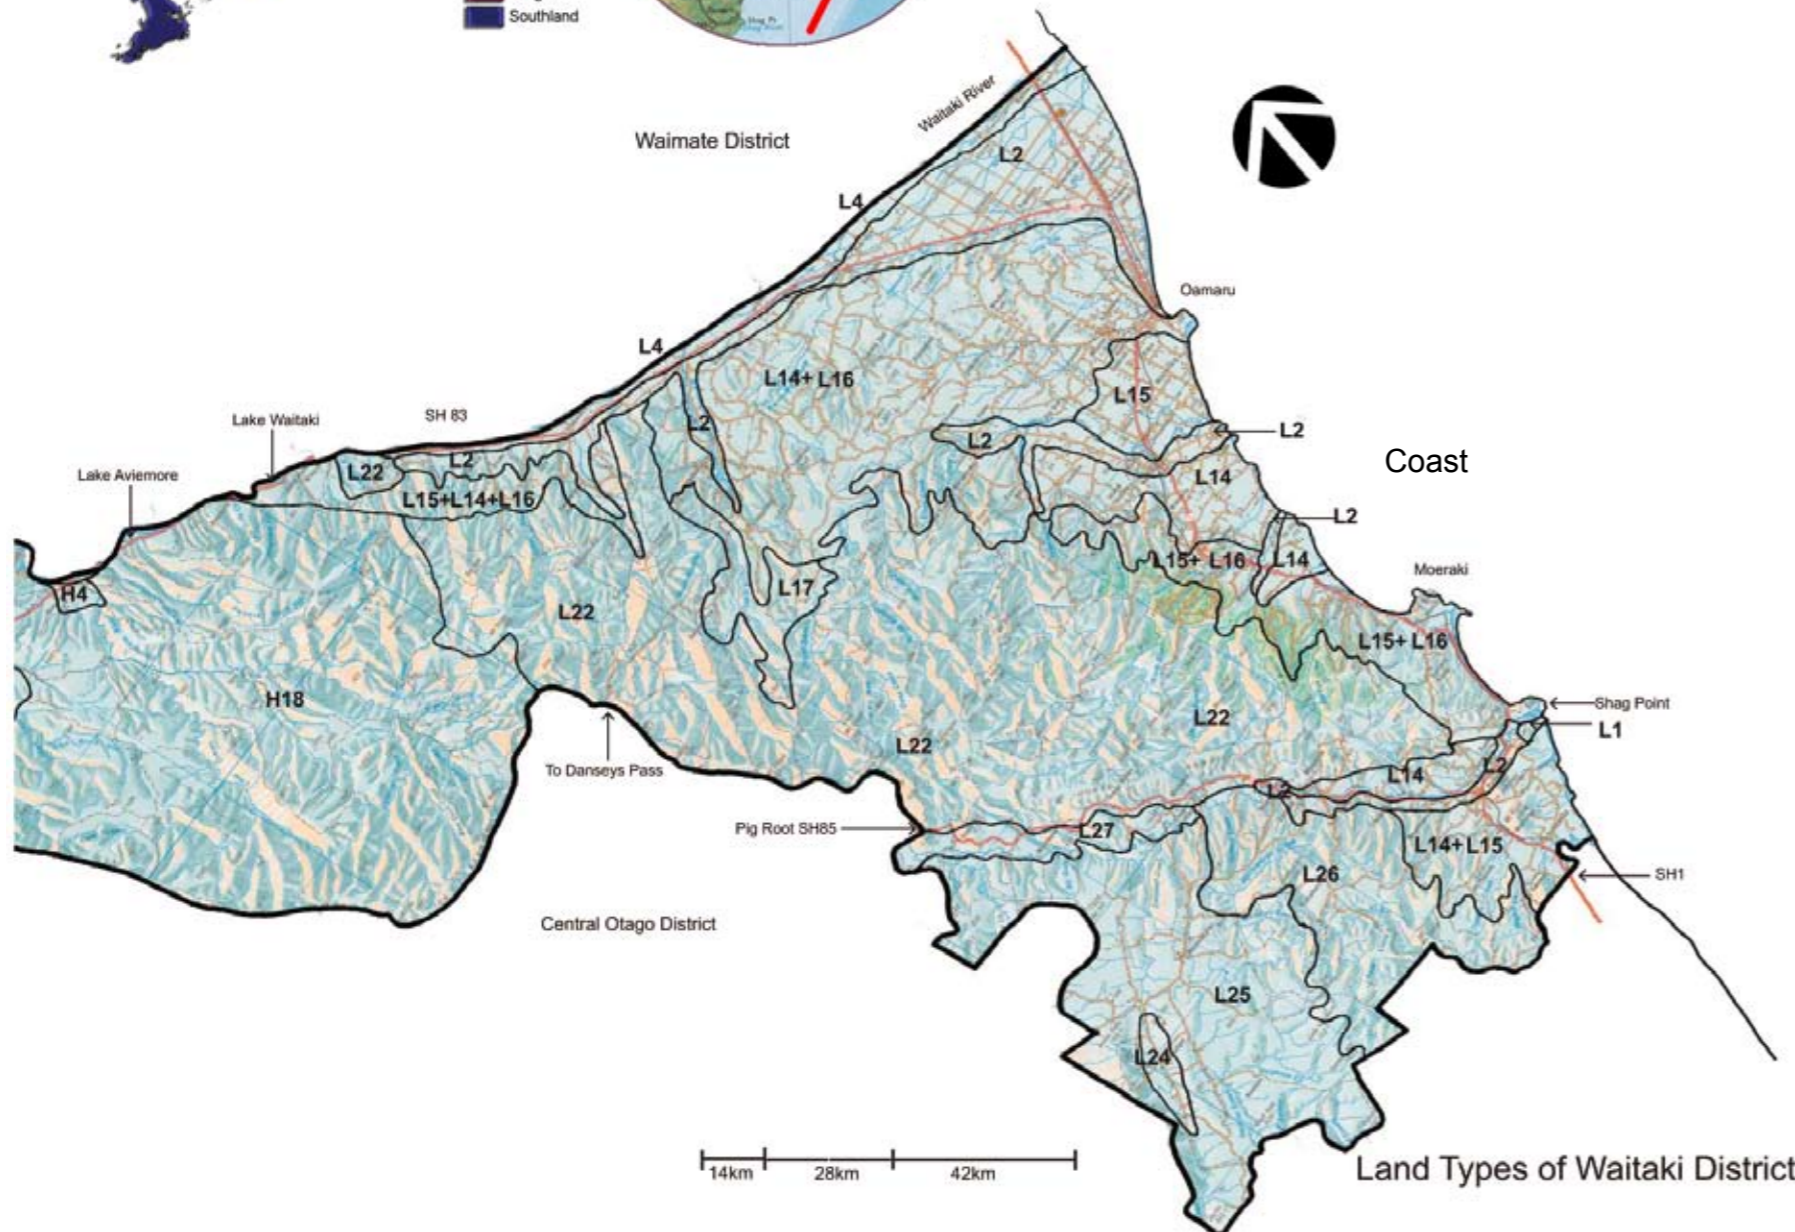 Southland
Waitaki River
Waimate District
L2
L4
Oamaru
L4
L14+ L16
L15
Lake Waitaki
SH 83
L2
L2
L2
Coast
Lake Aviemore
L22
L2
L15+L14+L16
L14
L2
H4
L17
L15+ L16
L14
Moeraki
L22
L15+ L16
H18
L22
Shag Point
L1
L22
To Danseys Pass
L14
L2
L2
Pig Root SH85
L27
L14+ L15
L26
SH1
Central Otago District
L25
L24
14km
28km
42km
Land Types of Waitaki District